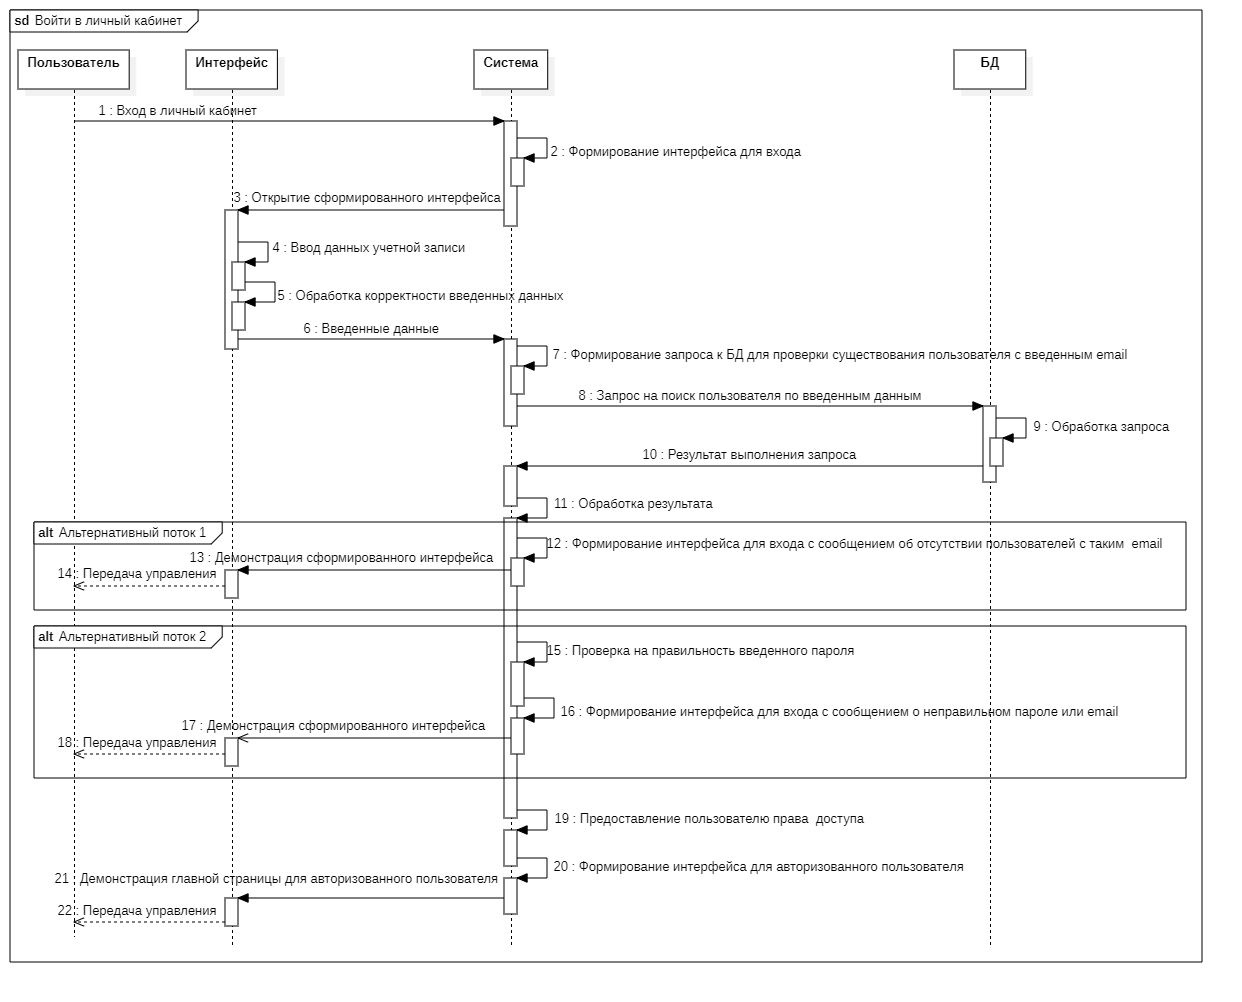 sd Войти в личный кабинет
Пользователь
Интерфейс
Система
БД
1 : Вход в личный кабинет
2 : Формирование интерфейса для входа
3 : Открытие сформированного интерфейса
4 : Ввод данных учетной записи
5 : Обработка корректности введенных данных
6 : Введенные данные
7 : Формирование запроса к БД для проверки существования пользователя с введенным email
8 : Запрос на поиск пользователя по введенным данным
9 : Обработка запроса
10 : Результат выполнения запроса
11 : Обработка результата
alt Альтернативный поток 1
12 : Формирование интерфейса для входа с сообщением об отсутствии пользователей с таким  email
13 : Демонстрация сформированного интерфейса
14 : Передача управления
alt Альтернативный поток 2
15 : Проверка на правильность введенного пароля
16 : Формирование интерфейса для входа с сообщением о неправильном пароле или email
17 : Демонстрация сформированного интерфейса
18 : Передача управления
19 : Предоставление пользователю права  доступа
20 : Формирование интерфейса для авторизованного пользователя
21 : Демонстрация главной страницы для авторизованного пользователя
22 : Передача управления